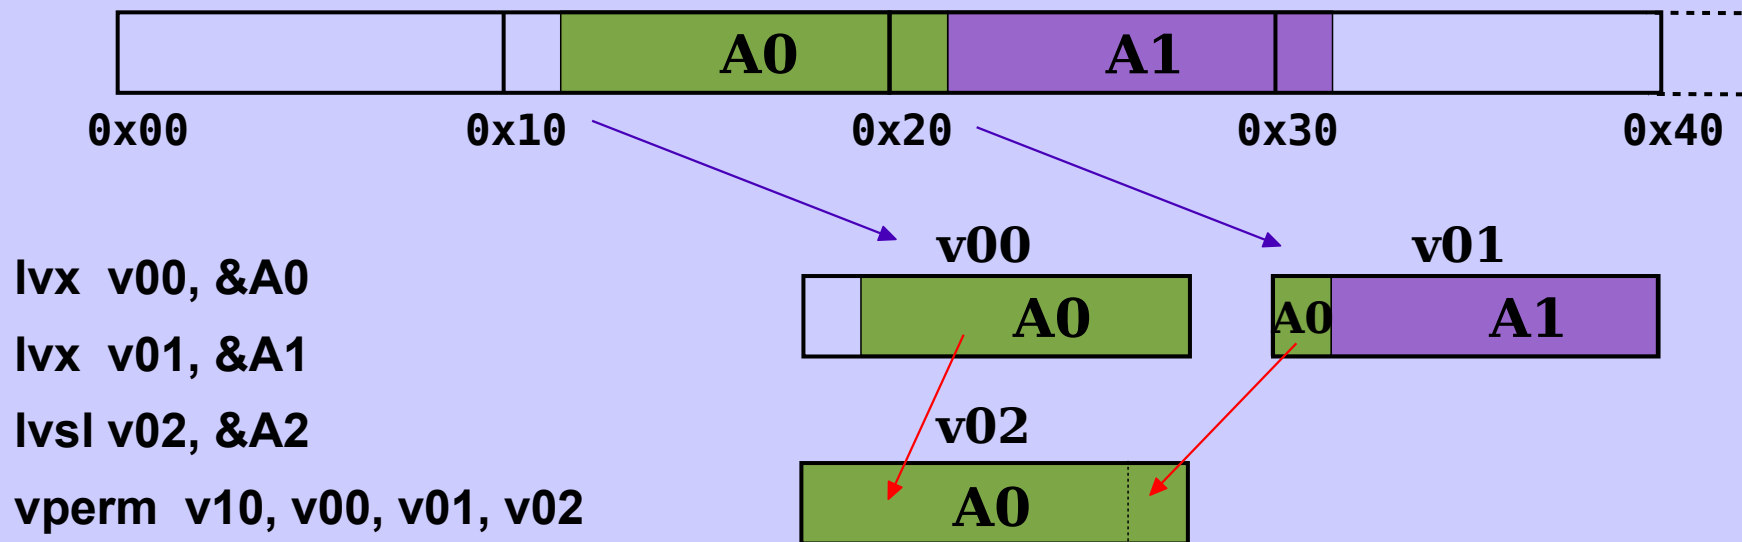 A0 A1
0x00 0x10 0x20 0x30 0x40
v00 v01
lvx v00, &A0
A0 A0 A1
lvx v01, &A1
v02
lvsl v02, &A2
A0
vperm v10, v00, v01, v02